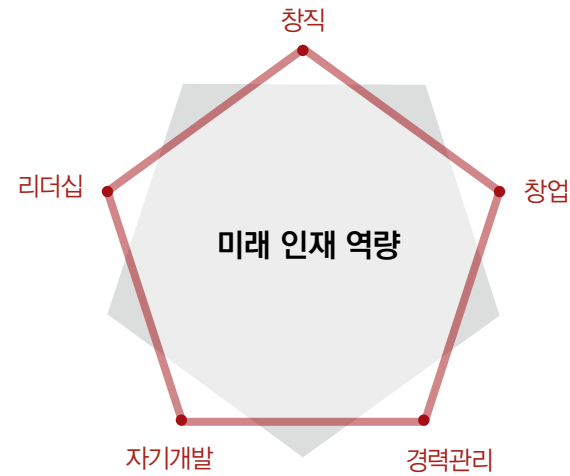 창직
리더십
창업
미래 인재 역량
자기개발
경력관리